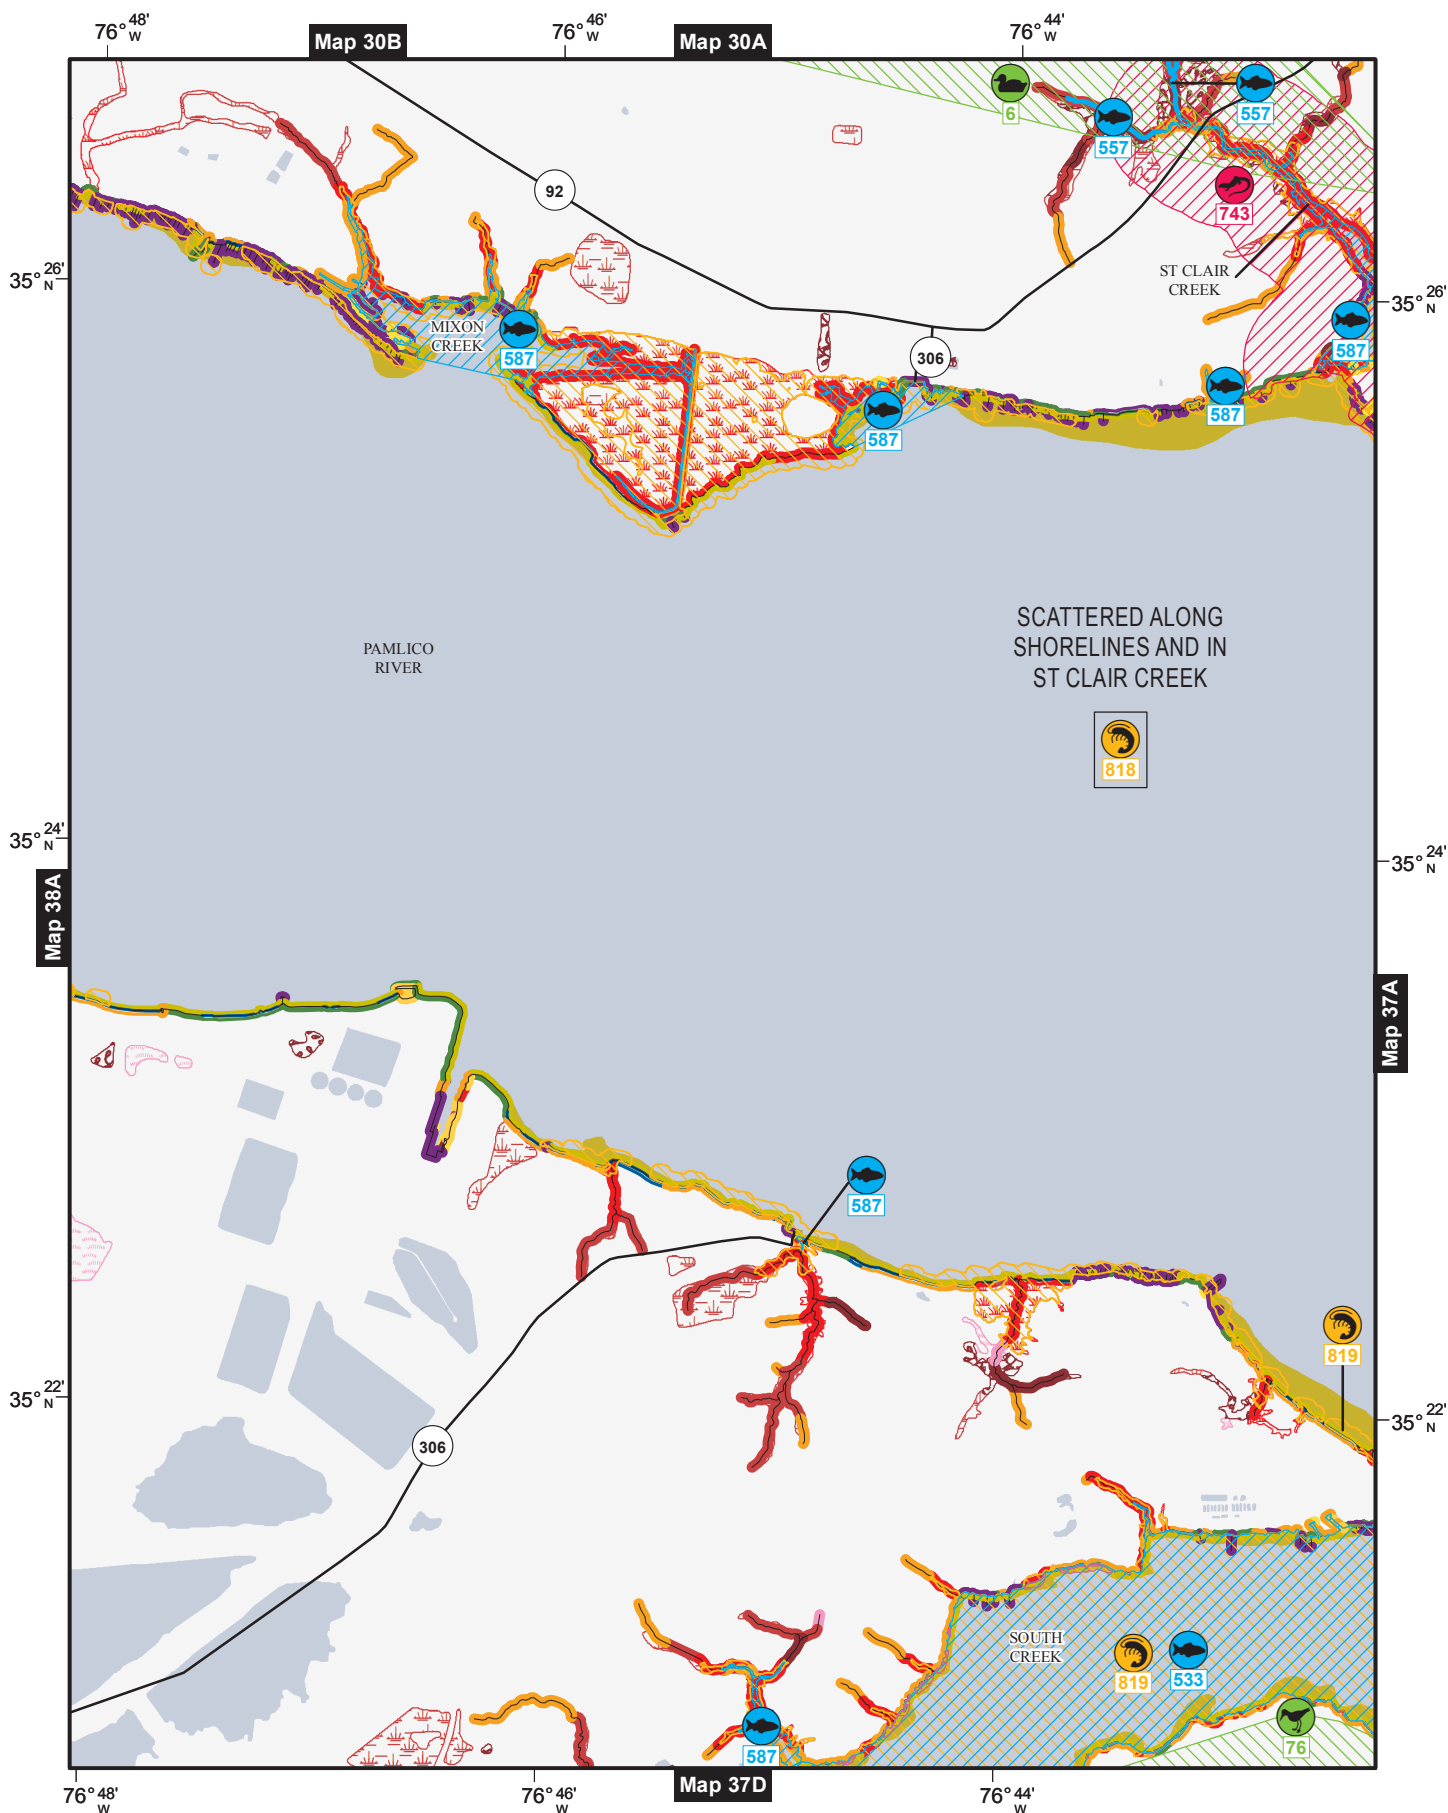 76° 48' W
76° 46' W
76° 44' W
Map 30B
Map 30A
6
557
557
92
743
35° 26' N
35° 26' N
ST CLAIR
CREEK
MIXON
CREEK
587
306
587
587
587
SCATTERED ALONG
SHORELINES AND IN
ST CLAIR CREEK
PAMLICO
RIVER
818
35° 24' N
35° 24' N
Map 38A
Map 37A
587
819
35° 22' N
35° 22' N
306
SOUTH
CREEK
819
533
587
76
76° 48' W
76° 46' W
Map 37D
76° 44' W